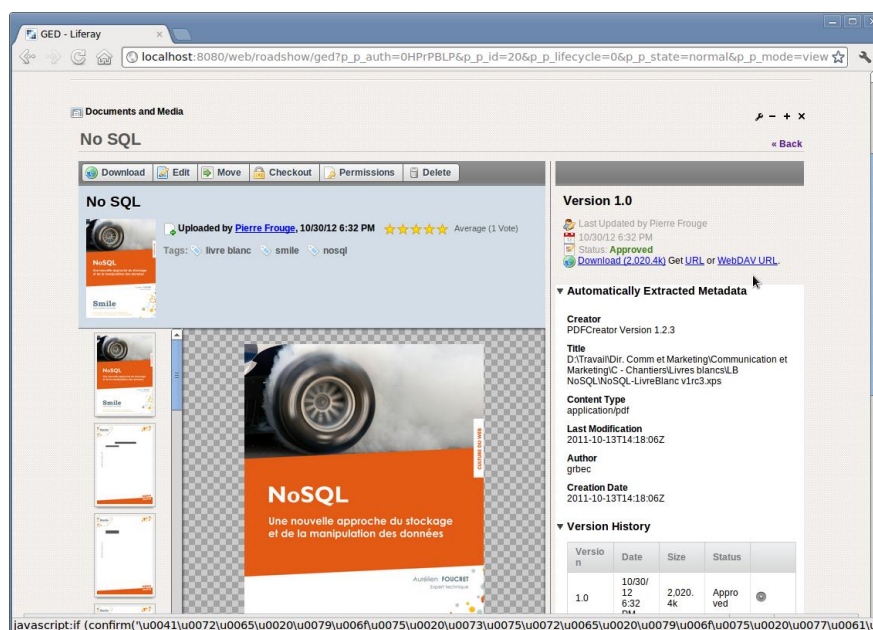 GED - Liferay
localhost:8080/web/roadshow/ged?p_p_auth=0HPrPBLP&p_p_id=20&p_p_lifecycle=0&p_p_state=normal&p_p_mode=view
Documents and Media
No SQL
« Back
Download Edit Move Checkout Permissions Delete
No SQL
Uploaded by Pierre Frouge, 10/30/12 6:32 PM Average (1 Vote)
Tags: livre blanc smile nosql
NoSQL
Smile
NoSQL
Smile
CULTURE DU WEB
NoSQL
Une nouvelle approche du stockage
et de la manipulation des données
Aurélien FOUCRET
Expert technique
Version 1.0
Last Updated by Pierre Frouge
10/30/12 6:32 PM
Status: Approved
Download (2,020.4k) Get URL or WebDAV URL.
Automatically Extracted Metadata
Creator
PDFCreator Version 1.2.3
Title
D:\Travail\Dir. Comm et Marketing\Communication et
Marketing\C - Chantiers\Livres blancs\LB
NoSQL\NoSQL-LivreBlanc v1rc3.xps
Content Type
application/pdf
Last Modification
2011-10-13T14:18:06Z
Author
grbec
Creation Date
2011-10-13T14:18:06Z
Version History
Versio
n Date Size Status
1.0 10/30/
12
6:32
PM 2,020.
4k Appro
ved
javascript:if (confirm('\u0041\u0072\u0065\u0020\u0079\u006f\u0075\u0020\u0073\u0075\u0072\u0065\u0020\u0079\u006f\u0075\u0020\u0077\u0061\u